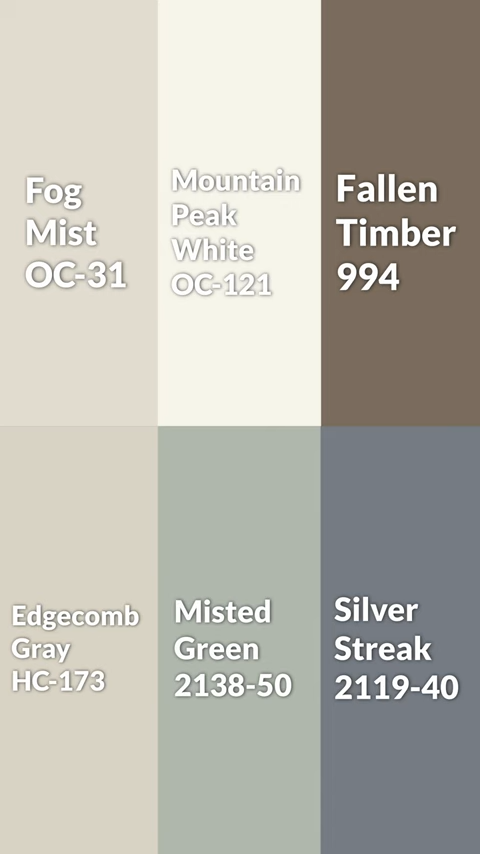 Fog
Mist
OC-31
Mountain
Peak
White
OC-121
Fallen
Timber
994
Edgecomb
Gray
HC-173
Misted
Green
2138-50
Silver
Streak
2119-40